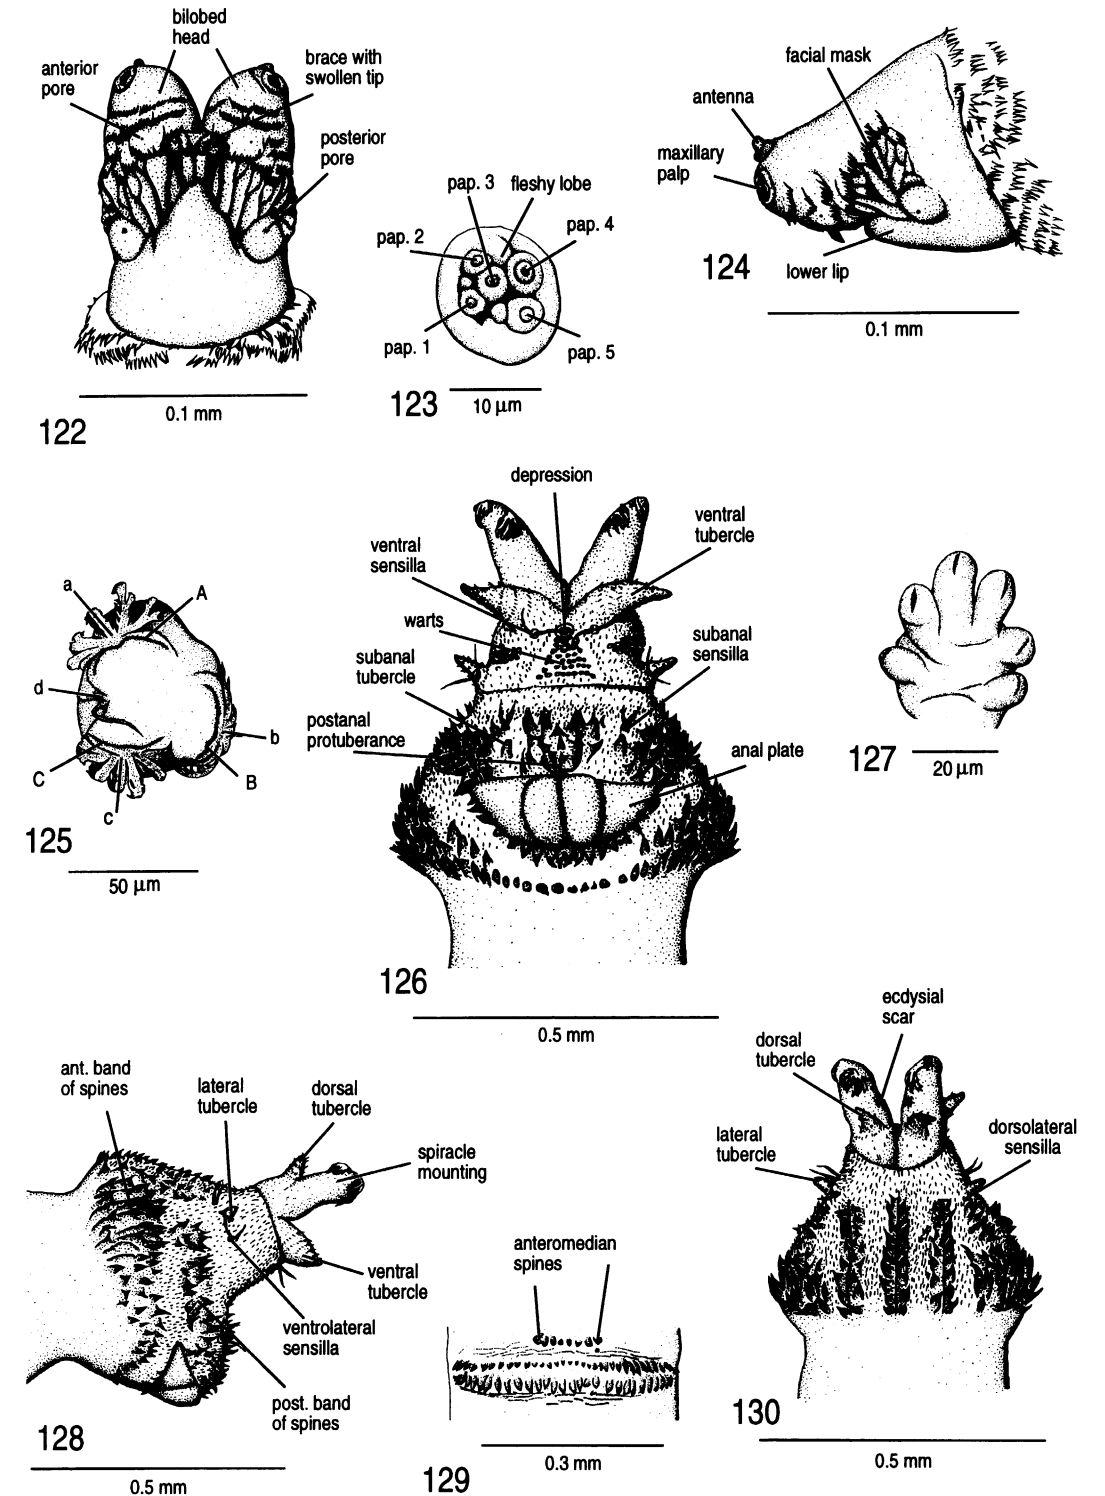 bilobed
head
anterior
pore
brace with
swollen tip
posterior
pore
0.1 mm
122
pap. 3
fleshy lobe
pap. 2
pap. 4
pap. 1
pap. 5
123
10 µm
facial mask
antenna
maxillary
palp
124
lower lip
0.1 mm
a
A
d
b
C
B
c
125
50 µm
depression
ventral
sensilla
ventral
tubercle
warts
subanal
tubercle
subanal
sensilla
postanal
protuberance
anal plate
126
0.5 mm
127
20 µm
ant. band
of spines
lateral
tubercle
dorsal
tubercle
spiracle
mounting
ventral
tubercle
ventrolateral
sensilla
post. band
of spines
128
0.5 mm
anteromedian
spines
129
0.3 mm
ecdysial
scar
dorsal
tubercle
lateral
tubercle
dorsolateral
sensilla
130
0.5 mm